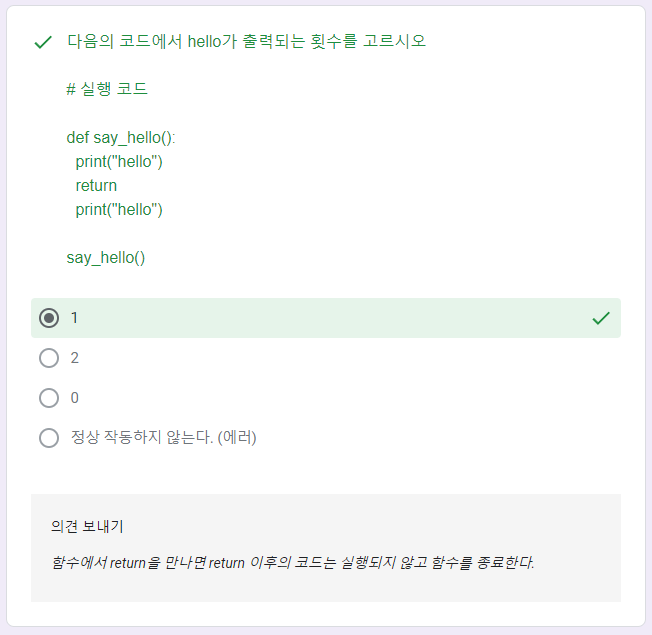 다음의 코드에서 hello가 출력되는 횟수를 고르시오
# 실행 코드
def say_hello():
  print("hello")
  return
  print("hello")
say_hello()
1
2
0
정상 작동하지 않는다. (에러)
의견 보내기
함수에서 return을 만나면 return 이후의 코드는 실행되지 않고 함수를 종료한다.